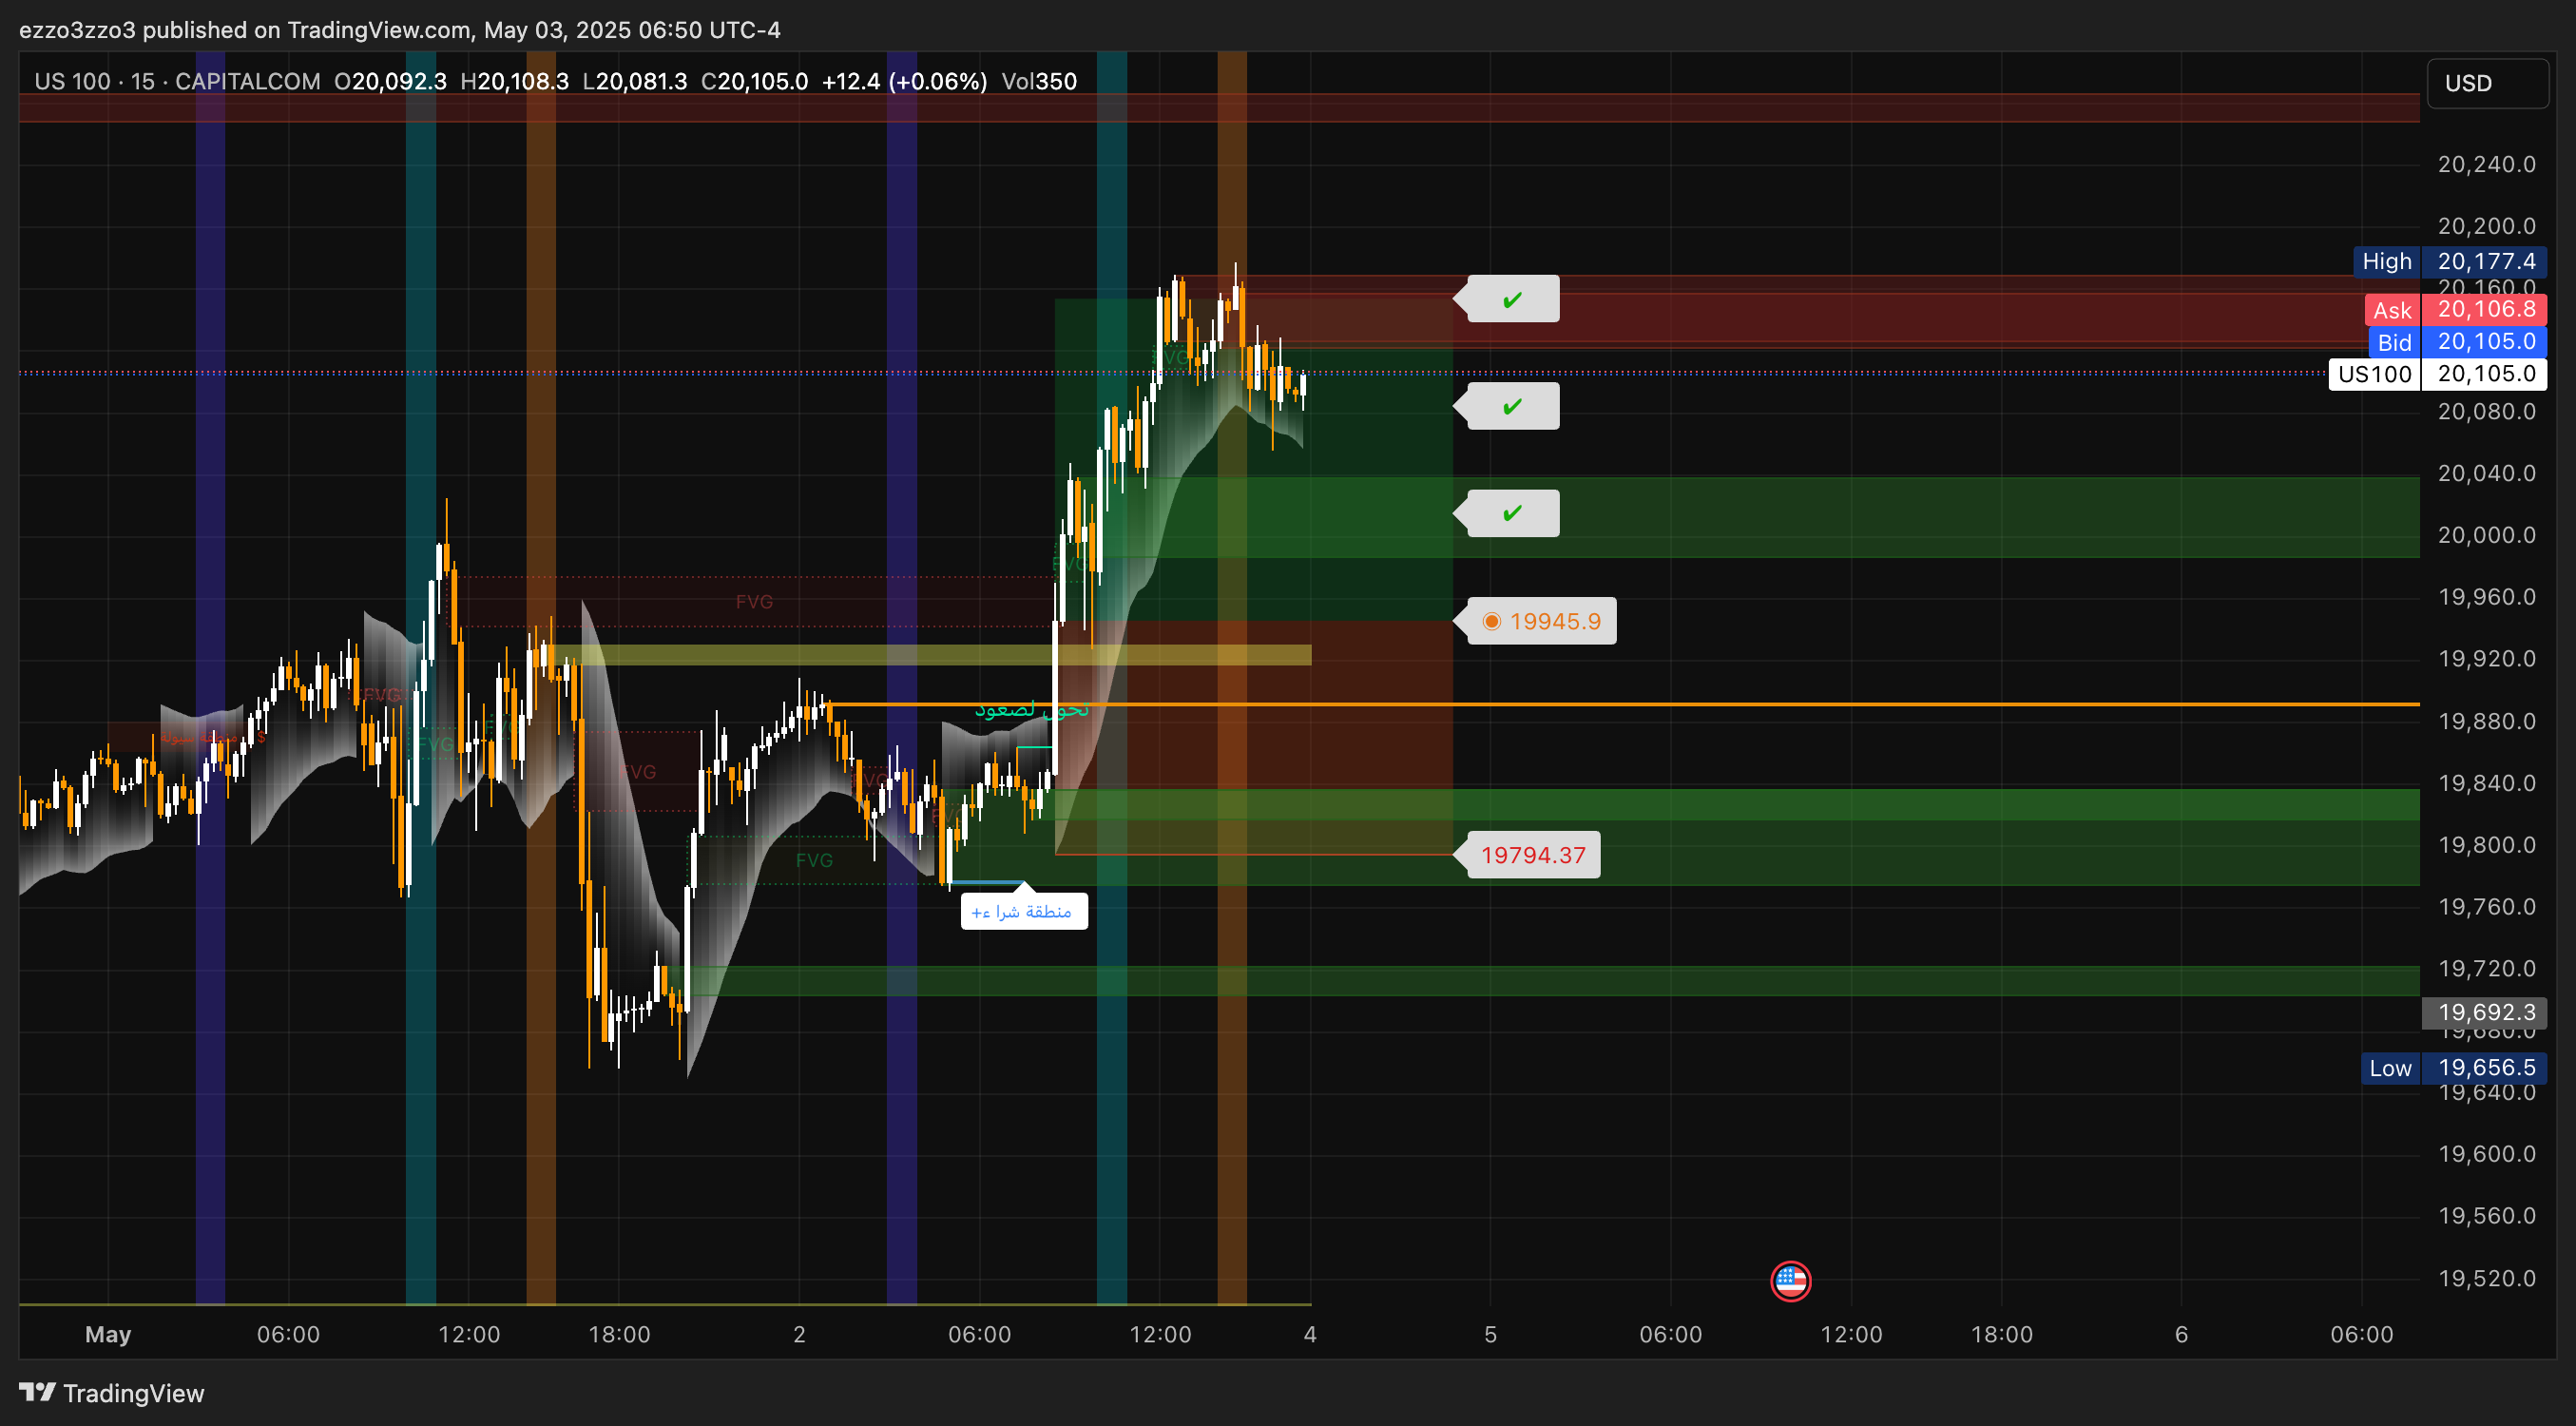 ezzo3zzo3 published on TradingView.com, May 03, 2025 06:50 UTC-4
US 100 · 15 · CAPITALCOM O20,092.3 H20,108.3 L20,081.3 C20,105.0 +12.4 (+0.06%) Vol350
USD
20,240.0
20,200.0
High 20,177.4
20,160.0
Ask 20,106.8
Bid 20,105.0
US100 20,105.0
20,080.0
20,040.0
20,000.0
19,960.0
19,920.0
19,880.0
19,840.0
19,800.0
19,760.0
19,720.0
19,692.3
19,680.0
Low 19,656.5
19,640.0
19,600.0
19,560.0
19,520.0
✔
✔
✔
19945.9
19794.37
FVG
FVG
FVG
FVG
FVG
FVG
FVG
FVG
تحول لصعود
منطقة سيولة $
منطقة شرا ء+
May 06:00 12:00 18:00 2 06:00 12:00 4 5 06:00 12:00 18:00 6 06:00
TradingView